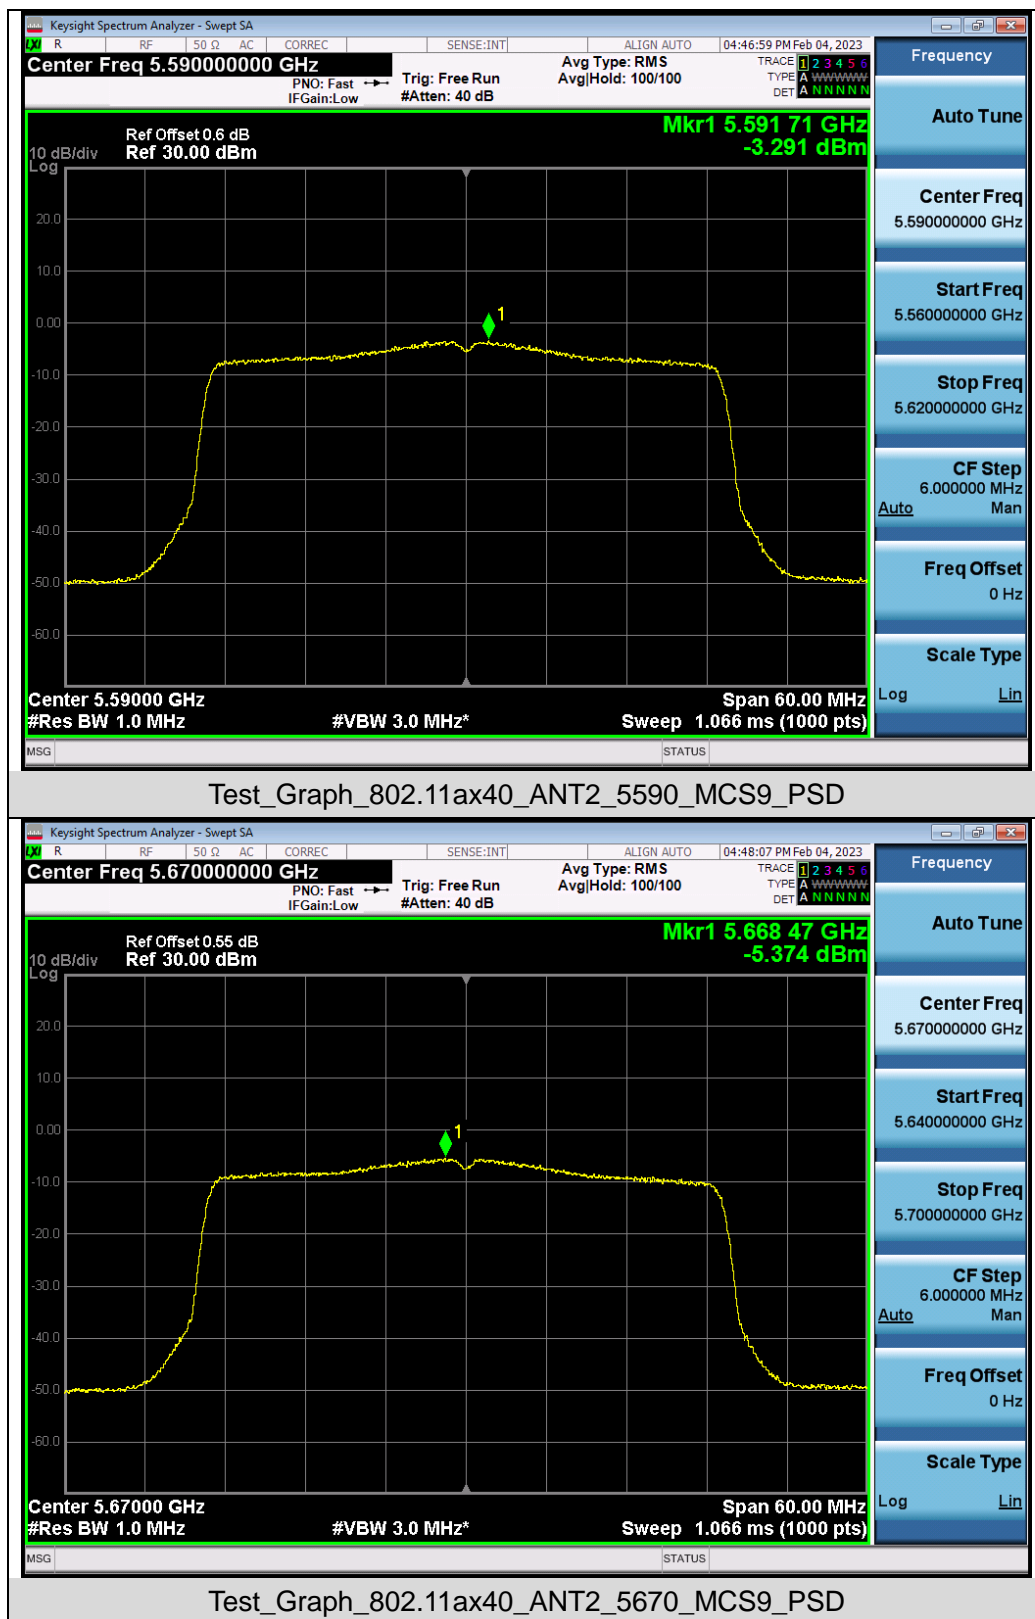 Keysight Spectrum Analyzer - Swept SA
LXI R RF 50 Ω AC CORREC SENSE:INT ALIGN AUTO 04:46:59 PM Feb 04, 2023
Center Freq 5.590000000 GHz
PNO: Fast
IFGain:Low
Trig: Free Run
#Atten: 40 dB
Avg Type: RMS
Avg|Hold: 100/100
TRACE 1 2 3 4 5 6
TYPE A WWWWW
DET A N N N N N
Ref Offset 0.6 dB
Ref 30.00 dBm
10 dB/div
Log
Mkr1 5.591 71 GHz
-3.291 dBm
20.0
10.0
0.00
-10.0
-20.0
-30.0
-40.0
-50.0
-60.0
1
Center 5.59000 GHz
#Res BW 1.0 MHz
#VBW 3.0 MHz*
Span 60.00 MHz
Sweep 1.066 ms (1000 pts)
MSG
STATUS
Frequency
Auto Tune
Center Freq
5.590000000 GHz
Start Freq
5.560000000 GHz
Stop Freq
5.620000000 GHz
CF Step
6.000000 MHz
Auto Man
Freq Offset
0 Hz
Scale Type
Log Lin
Test_Graph_802.11ax40_ANT2_5590_MCS9_PSD
Keysight Spectrum Analyzer - Swept SA
LXI R RF 50 Ω AC CORREC SENSE:INT ALIGN AUTO 04:48:07 PM Feb 04, 2023
Center Freq 5.670000000 GHz
PNO: Fast
IFGain:Low
Trig: Free Run
#Atten: 40 dB
Avg Type: RMS
Avg|Hold: 100/100
TRACE 1 2 3 4 5 6
TYPE A WWWWW
DET A N N N N N
Ref Offset 0.55 dB
Ref 30.00 dBm
10 dB/div
Log
Mkr1 5.668 47 GHz
-5.374 dBm
20.0
10.0
0.00
-10.0
-20.0
-30.0
-40.0
-50.0
-60.0
1
Center 5.67000 GHz
#Res BW 1.0 MHz
#VBW 3.0 MHz*
Span 60.00 MHz
Sweep 1.066 ms (1000 pts)
MSG
STATUS
Frequency
Auto Tune
Center Freq
5.670000000 GHz
Start Freq
5.640000000 GHz
Stop Freq
5.700000000 GHz
CF Step
6.000000 MHz
Auto Man
Freq Offset
0 Hz
Scale Type
Log Lin
Test_Graph_802.11ax40_ANT2_5670_MCS9_PSD